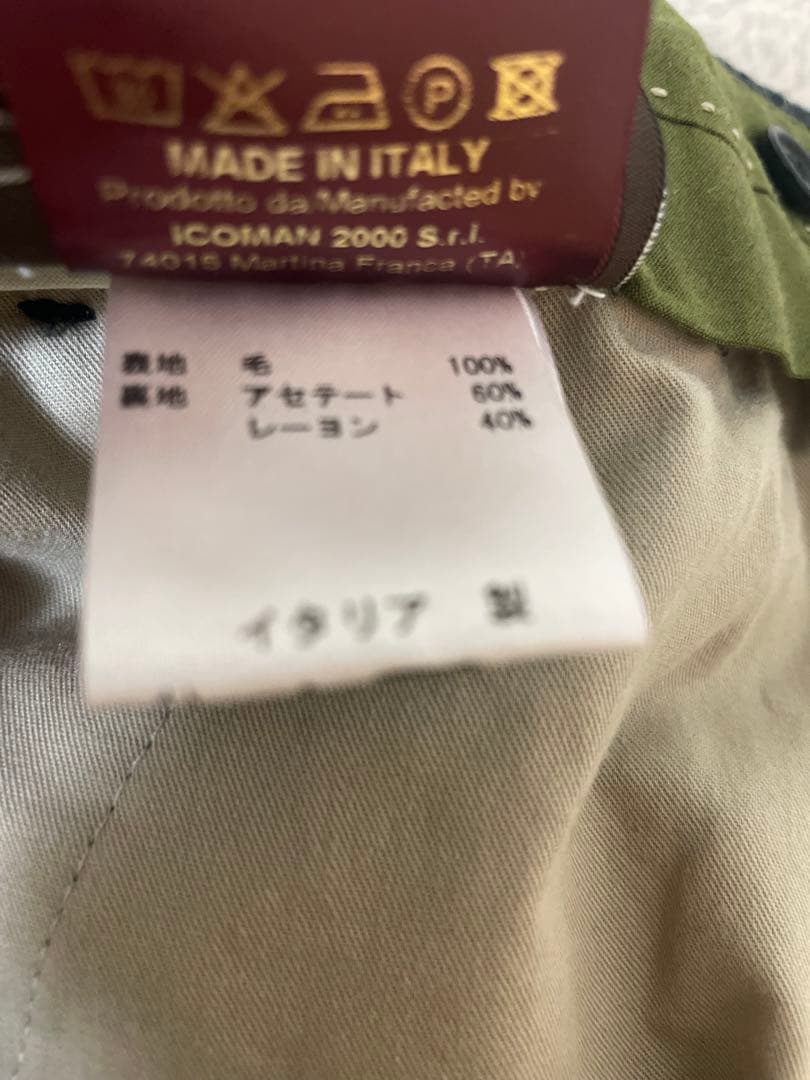 P
MADE IN ITALY
Prodotto da/Manufacted by
ICOMAN 2000 S.r.l.
74015 Martina Franca (TA)
表地 毛 100%
裏地 アセテート 60%
レーヨン 40%
イタリア 製